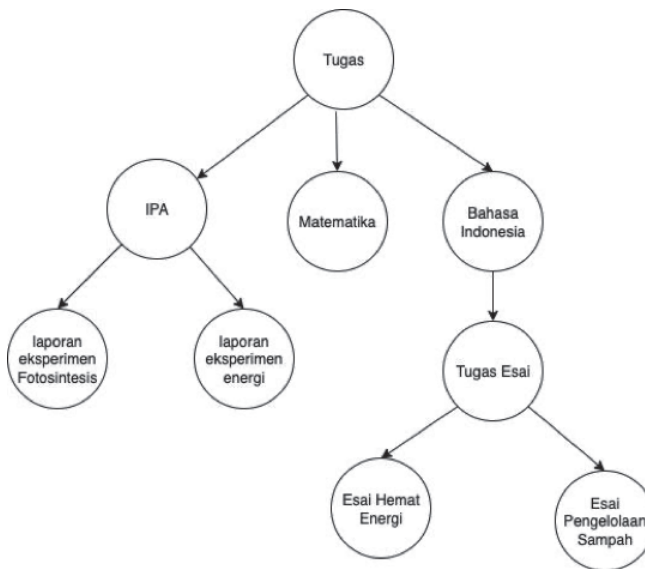 Tugas
IPA
Matematika
Bahasa
Indonesia
laporan
eksperimen
Fotosintesis
laporan
eksperimen
energi
Tugas Esai
Esai Hemat
Energi
Esai
Pengelolaan
Sampah